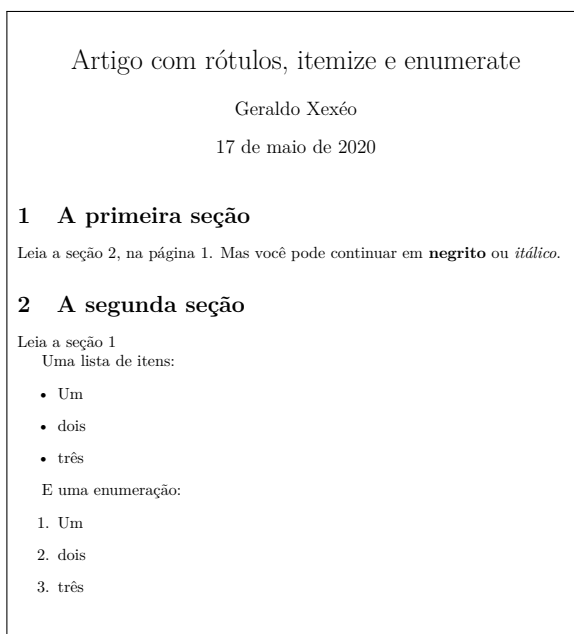 Artigo com rótulos, itemize e enumerate
Geraldo Xexéo
17 de maio de 2020
1 A primeira seção
Leia a seção 2, na página 1. Mas você pode continuar em negrito ou itálico.
2 A segunda seção
Leia a seção 1
Uma lista de itens:
• Um
• dois
• três
E uma enumeração:
1. Um
2. dois
3. três